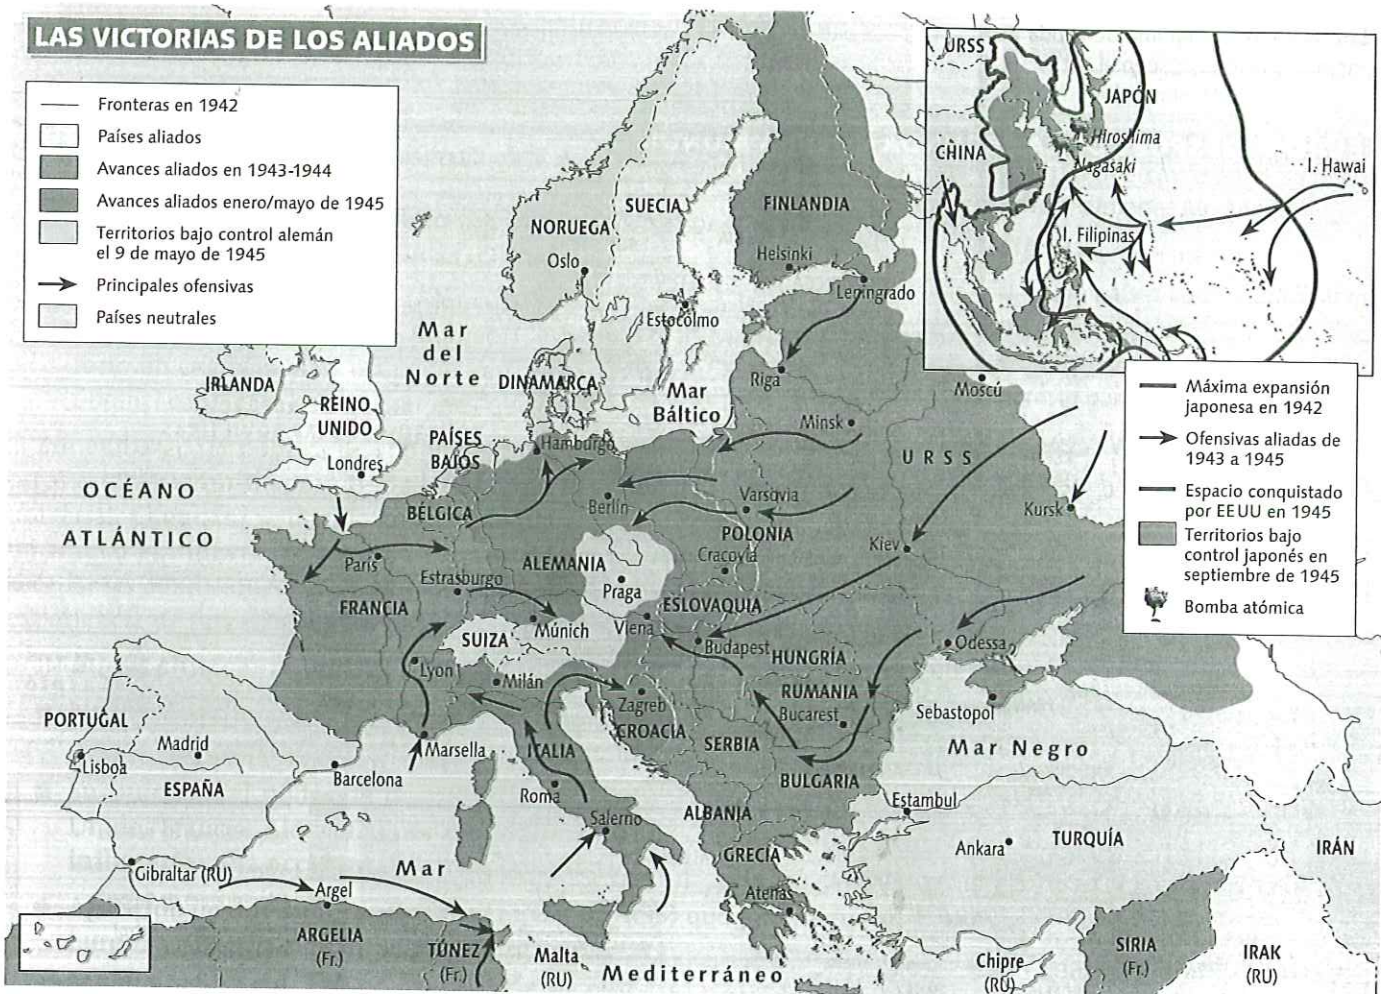 LAS VICTORIAS DE LOS ALIADOS
Fronteras en 1942
Países aliados
Avances aliados en 1943-1944
Avances aliados enero/mayo de 1945
Territorios bajo control alemán
el 9 de mayo de 1945
Principales ofensivas
Países neutrales
URSS
JAPÓN
Hiroshima
CHINA
Nagasaki
I. Hawai
I. Filipinas
Máxima expansión
japonesa en 1942
Ofensivas aliadas de
1943 a 1945
Espacio conquistado
por EEUU en 1945
Territorios bajo
control japonés en
septiembre de 1945
Bomba atómica
NORUEGA
Oslo
SUECIA
Estocolmo
FINLANDIA
Helsinki
Leningrado
Mar
del
Norte
DINAMARCA
Mar
Báltico
Riga
Moscú
IRLANDA
REINO
UNIDO
Londres
PAÍSES
BAJOS
Hamburgo
Minsk
URSS
OCÉANO
ATLÁNTICO
BÉLGICA
Berlín
Varsovia
POLONIA
Kursk
París
ALEMANIA
Cracovia
Kiev
Estrasburgo
Praga
FRANCIA
ESLOVAQUIA
SUIZA
Múnich
Viena
Budapest
Odessa
Lyon
Milán
HUNGRÍA
Zagreb
RUMANIA
Bucarest
Sebastopol
PORTUGAL
Madrid
Lisboa
ESPAÑA
Barcelona
Marsella
ITALIA
CROACIA
SERBIA
Mar Negro
BULGARIA
Roma
ALBANIA
Estambul
Salerno
GRECIA
Ankara
TURQUÍA
IRÁN
Gibraltar (RU)
Mar
Atenas
Argel
ARGELIA
(Fr.)
TÚNEZ
(Fr.)
Malta
(RU)
Mediterráneo
Chipre
(RU)
SIRIA
(Fr.)
IRAK
(RU)